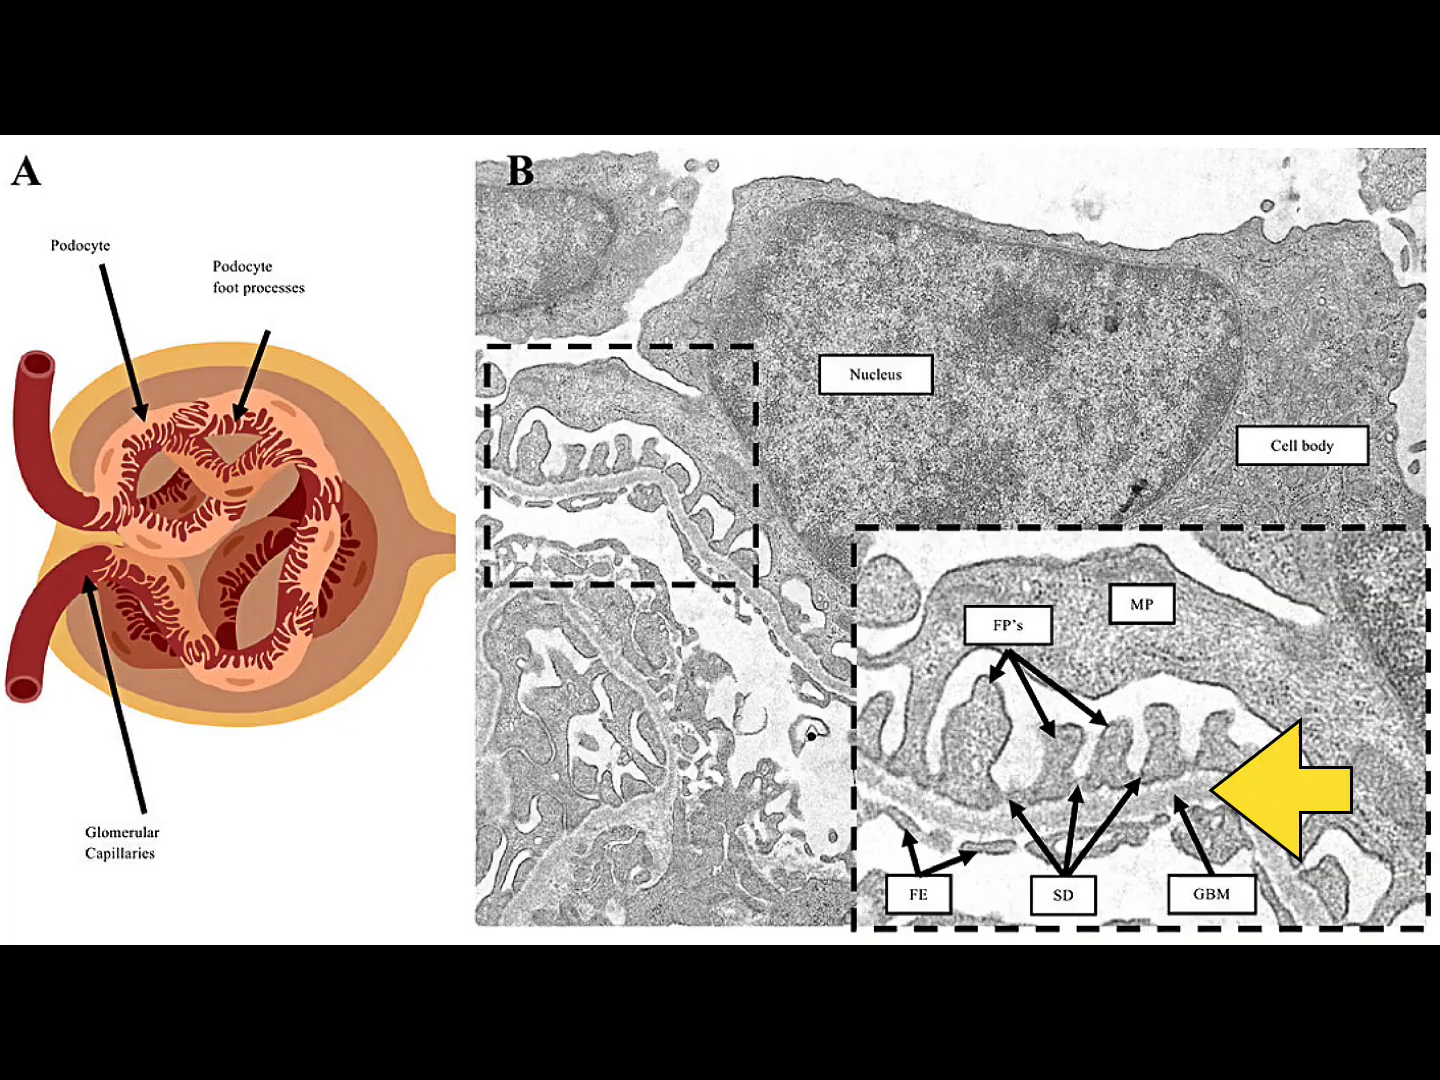 A
Podocyte
Podocyte
foot processes
Glomerular
Capillaries
B
Nucleus
Cell body
MP
FP's
FE
SD
GBM